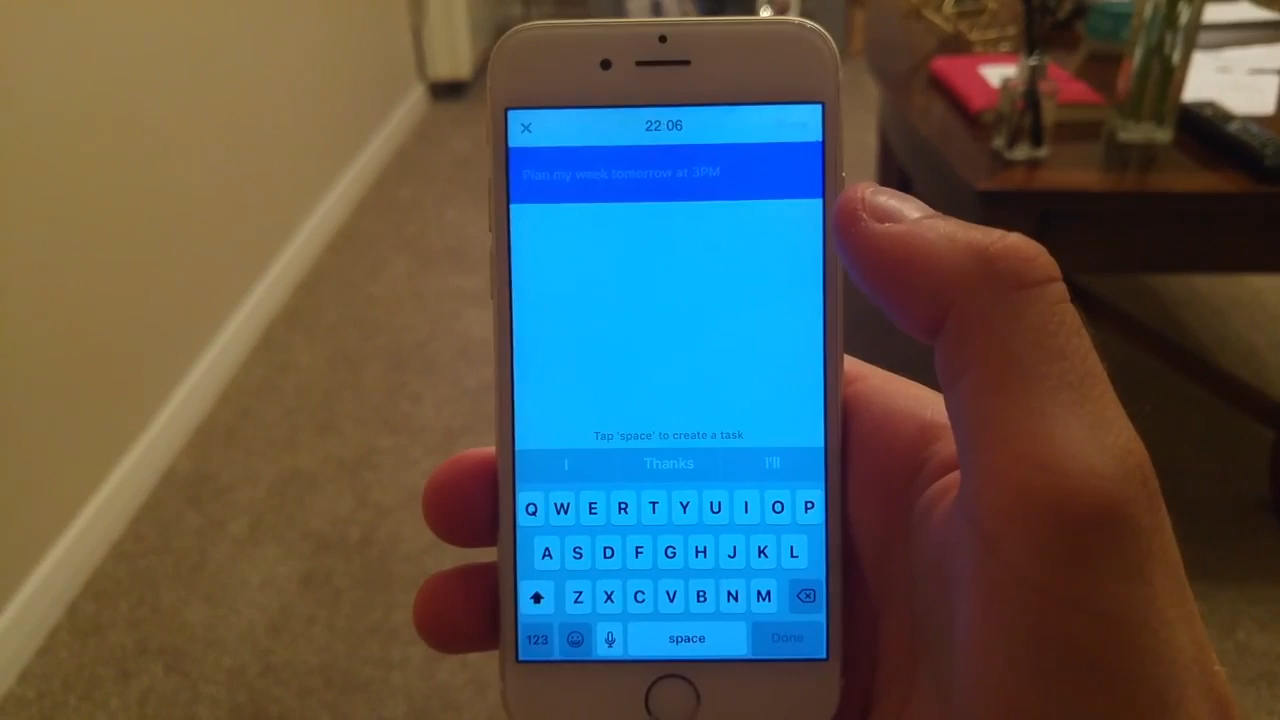 22:06
Plan my week tomorrow at 3PM
Tap 'space' to create a task
I Thanks I'll
Q W E R T Y U I O P
A S D F G H J K L
Z X C V B N M
123 space Done